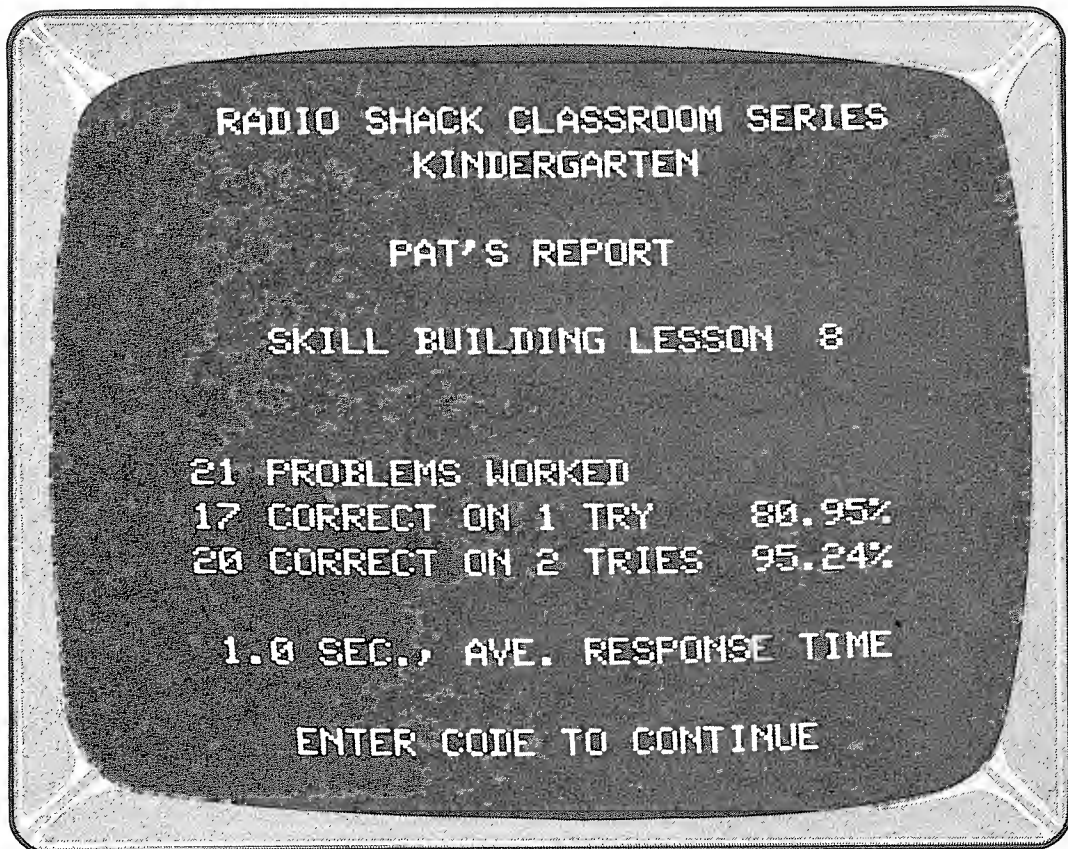 RADIO SHACK CLASSROOM SERIES
KINDERGARTEN
PAT'S REPORT
SKILL BUILDING LESSON 8
21 PROBLEMS WORKED
17 CORRECT ON 1 TRY 80.95%
20 CORRECT ON 2 TRIES 95.24%
1.0 SEC., AVE. RESPONSE TIME
ENTER CODE TO CONTINUE